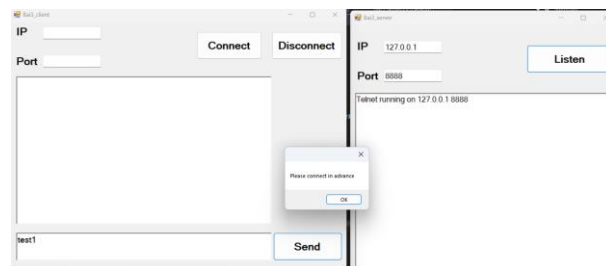 Bai3_client
IP
Port
Connect
Disconnect
Please connect in advance
OK
test1
Send
Bai3_server
IP 127.0.0.1
Port 8888
Listen
Telnet running on 127.0.0.1 8888